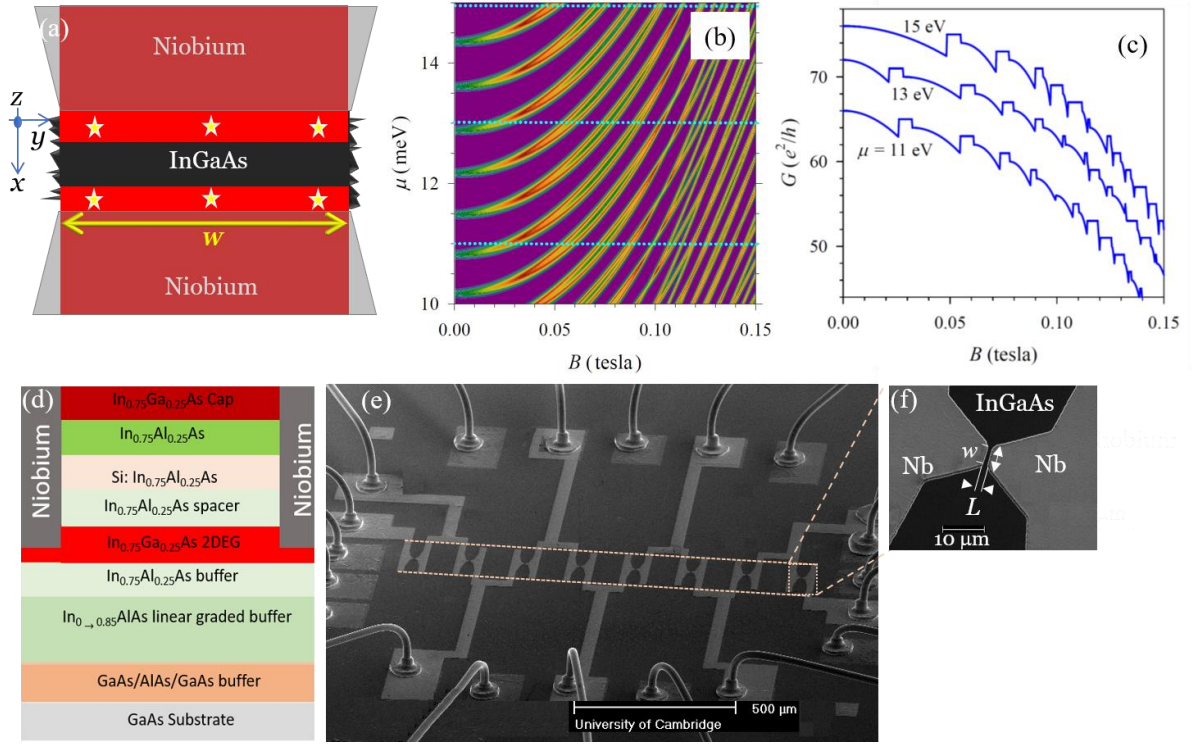 (a)
Niobium
z
y
x
InGaAs
w
Niobium
(b)
μ (meV)
14
13
12
11
10
0.00
0.05
0.10
0.15
B (tesla)
(c)
G (e²/h)
70
60
50
15 eV
13 eV
μ = 11 eV
0.00
0.05
0.10
0.15
B (tesla)
(d)
Niobium
Niobium
In0.75Ga0.25As Cap
In0.75Al0.25As
Si: In0.75Al0.25As
In0.75Al0.25As spacer
In0.75Ga0.25As 2DEG
In0.75Al0.25As buffer
In0→0.85AlAs linear graded buffer
GaAs/AlAs/GaAs buffer
GaAs Substrate
(e)
500 μm
University of Cambridge
(f)
InGaAs
w
Nb
Nb
L
10 μm